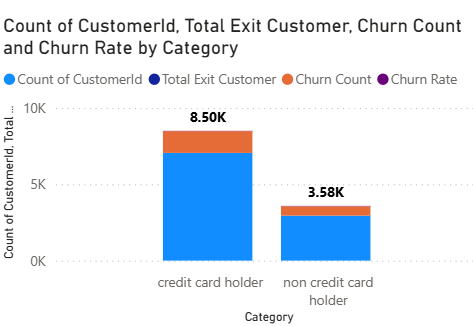 Count of CustomerId, Total Exit Customer, Churn Count
and Churn Rate by Category
Count of CustomerId Total Exit Customer Churn Count Churn Rate
Count of CustomerId, Total ...
10K
8.50K
5K
3.58K
0K
credit card holder non credit card
holder
Category